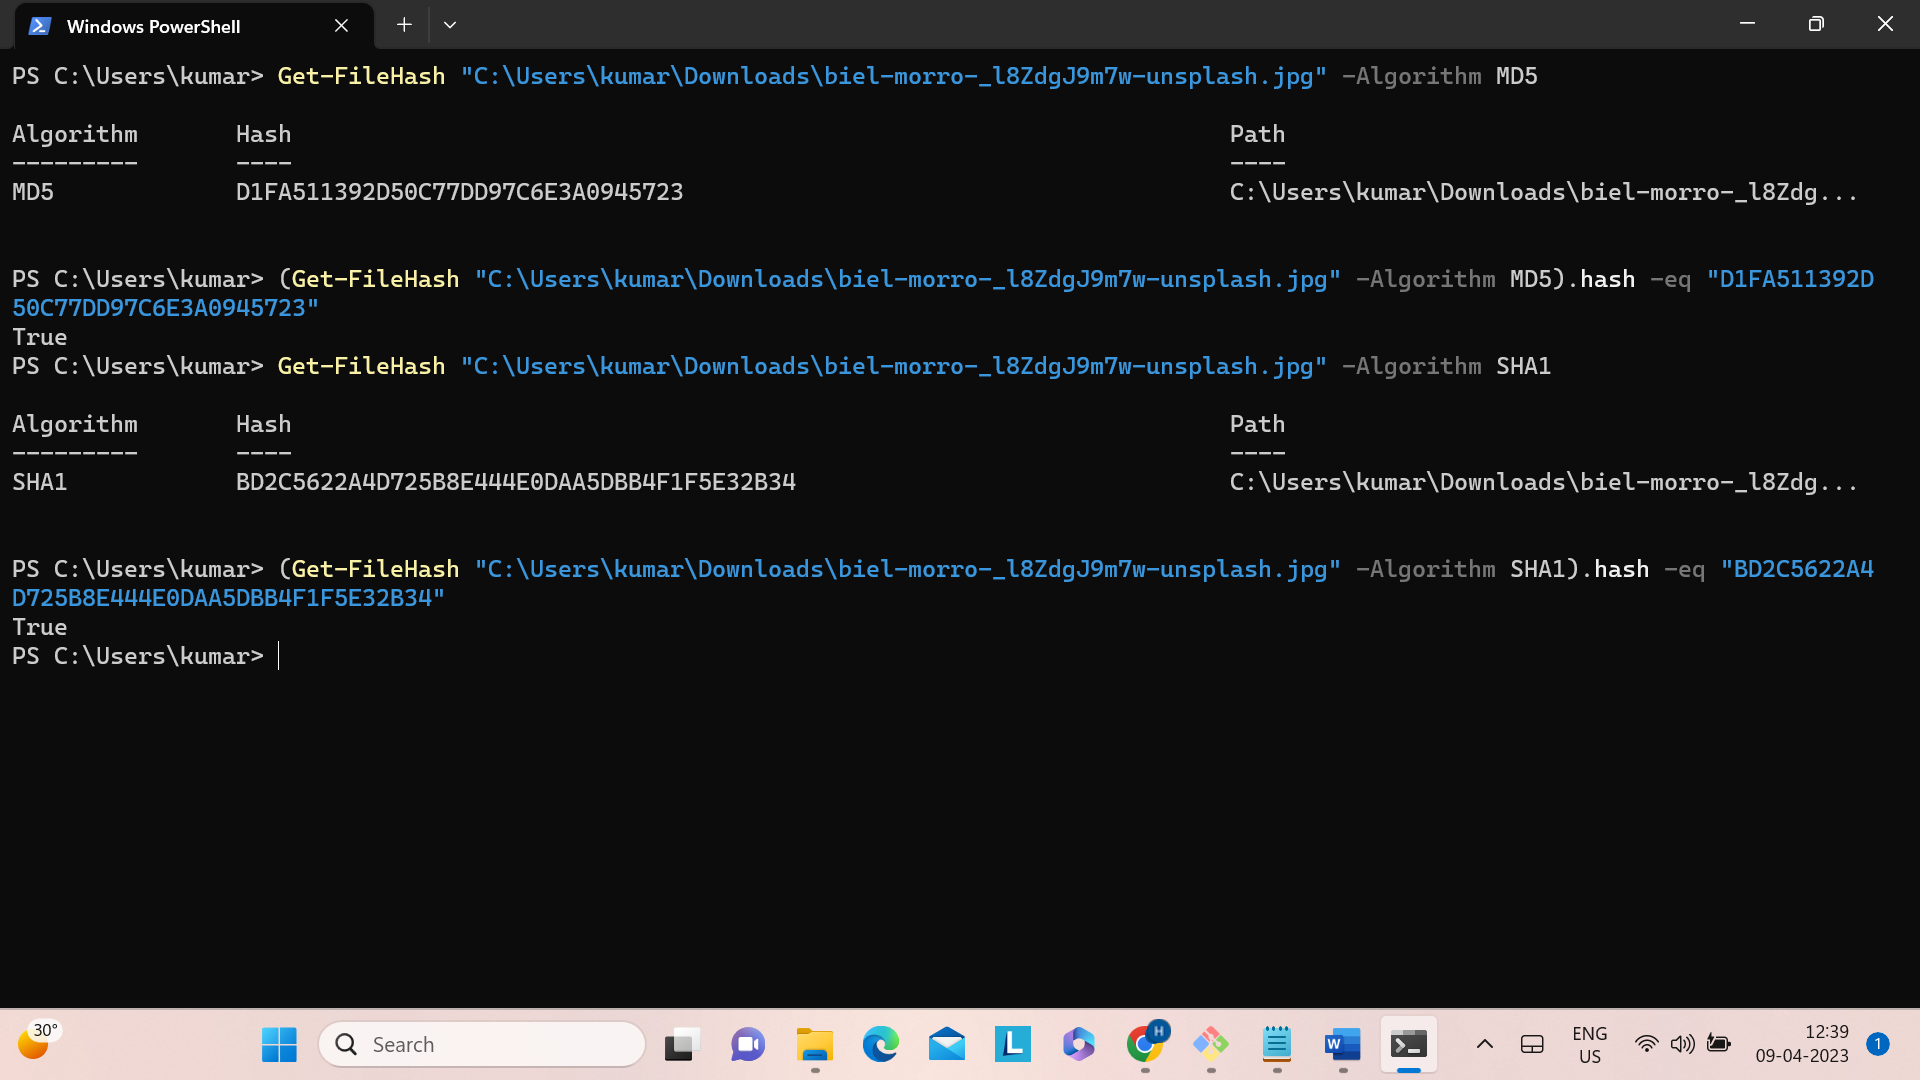 Windows PowerShell
PS C:\Users\kumar> Get-FileHash "C:\Users\kumar\Downloads\biel-morro-_l8ZdgJ9m7w-unsplash.jpg" -Algorithm MD5
Algorithm Hash Path
--------- ---- ----
MD5 D1FA511392D50C77DD97C6E3A0945723 C:\Users\kumar\Downloads\biel-morro-_l8Zdg...
PS C:\Users\kumar> (Get-FileHash "C:\Users\kumar\Downloads\biel-morro-_l8ZdgJ9m7w-unsplash.jpg" -Algorithm MD5).hash -eq "D1FA511392D
50C77DD97C6E3A0945723"
True
PS C:\Users\kumar> Get-FileHash "C:\Users\kumar\Downloads\biel-morro-_l8ZdgJ9m7w-unsplash.jpg" -Algorithm SHA1
Algorithm Hash Path
--------- ---- ----
SHA1 BD2C5622A4D725B8E444E0DAA5DBB4F1F5E32B34 C:\Users\kumar\Downloads\biel-morro-_l8Zdg...
PS C:\Users\kumar> (Get-FileHash "C:\Users\kumar\Downloads\biel-morro-_l8ZdgJ9m7w-unsplash.jpg" -Algorithm SHA1).hash -eq "BD2C5622A4
D725B8E444E0DAA5DBB4F1F5E32B34"
True
PS C:\Users\kumar>
30°
Search
L
H
W
ENG
US
12:39
09-04-2023
1